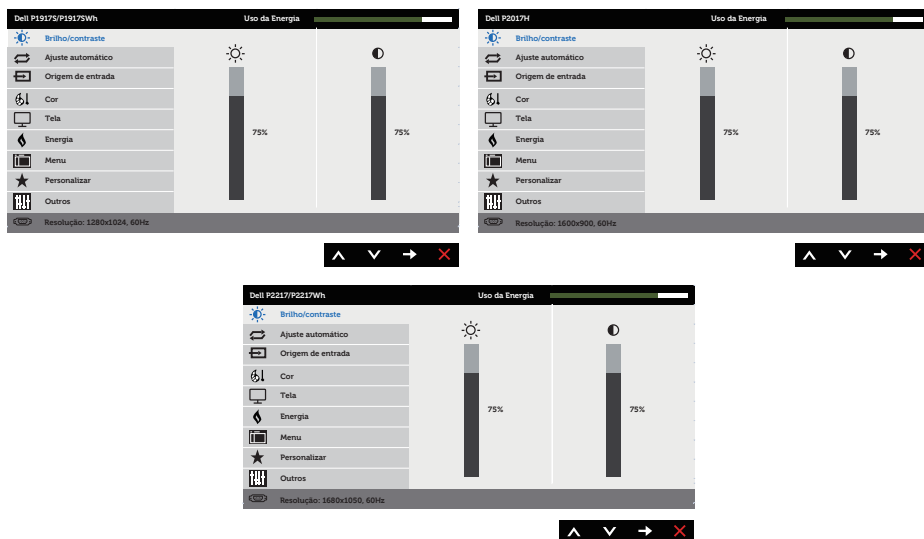 Dell P1917S/P1917SWh
Uso da Energia
Brilho/contraste
Ajuste automático
Origem de entrada
Cor
Tela
75%
75%
Energia
Menu
Personalizar
Outros
Resolução: 1280x1024, 60Hz
Dell P2017H
Uso da Energia
Brilho/contraste
Ajuste automático
Origem de entrada
Cor
Tela
75%
75%
Energia
Menu
Personalizar
Outros
Resolução: 1600x900, 60Hz
Dell P2217/P2217Wh
Uso da Energia
Brilho/contraste
Ajuste automático
Origem de entrada
Cor
Tela
75%
75%
Energia
Menu
Personalizar
Outros
Resolução: 1680x1050, 60Hz